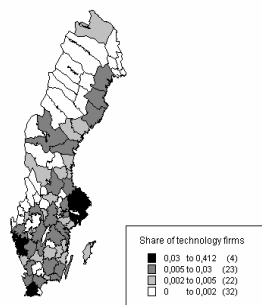 Share of technology firms
0,03 to 0,412 (4)
0,005 to 0,03 (23)
0,002 to 0,005 (22)
0 to 0,002 (32)